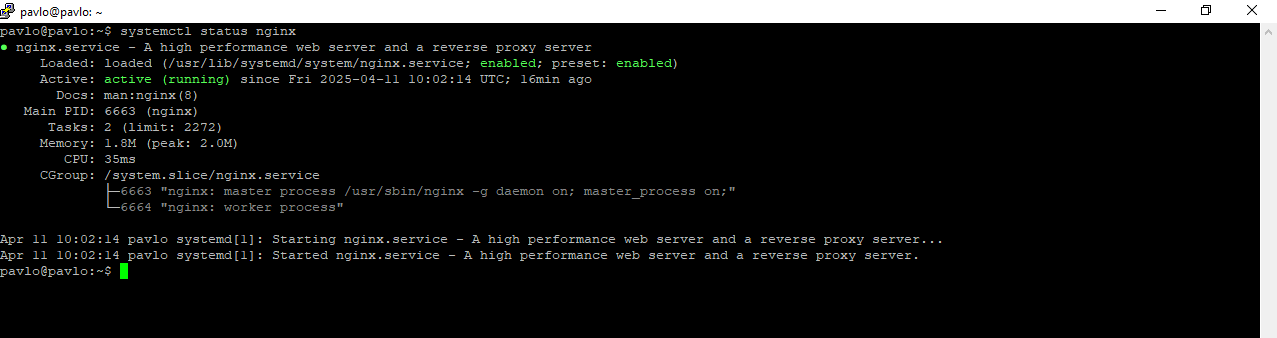 pavlo@pavlo: ~
pavlo@pavlo:~$ systemctl status nginx
● nginx.service - A high performance web server and a reverse proxy server
     Loaded: loaded (/usr/lib/systemd/system/nginx.service; enabled; preset: enabled)
     Active: active (running) since Fri 2025-04-11 10:02:14 UTC; 16min ago
       Docs: man:nginx(8)
   Main PID: 6663 (nginx)
      Tasks: 2 (limit: 2272)
     Memory: 1.8M (peak: 2.0M)
        CPU: 35ms
     CGroup: /system.slice/nginx.service
             ├─6663 "nginx: master process /usr/sbin/nginx -g daemon on; master_process on;"
             └─6664 "nginx: worker process"
Apr 11 10:02:14 pavlo systemd[1]: Starting nginx.service - A high performance web server and a reverse proxy server...
Apr 11 10:02:14 pavlo systemd[1]: Started nginx.service - A high performance web server and a reverse proxy server.
pavlo@pavlo:~$